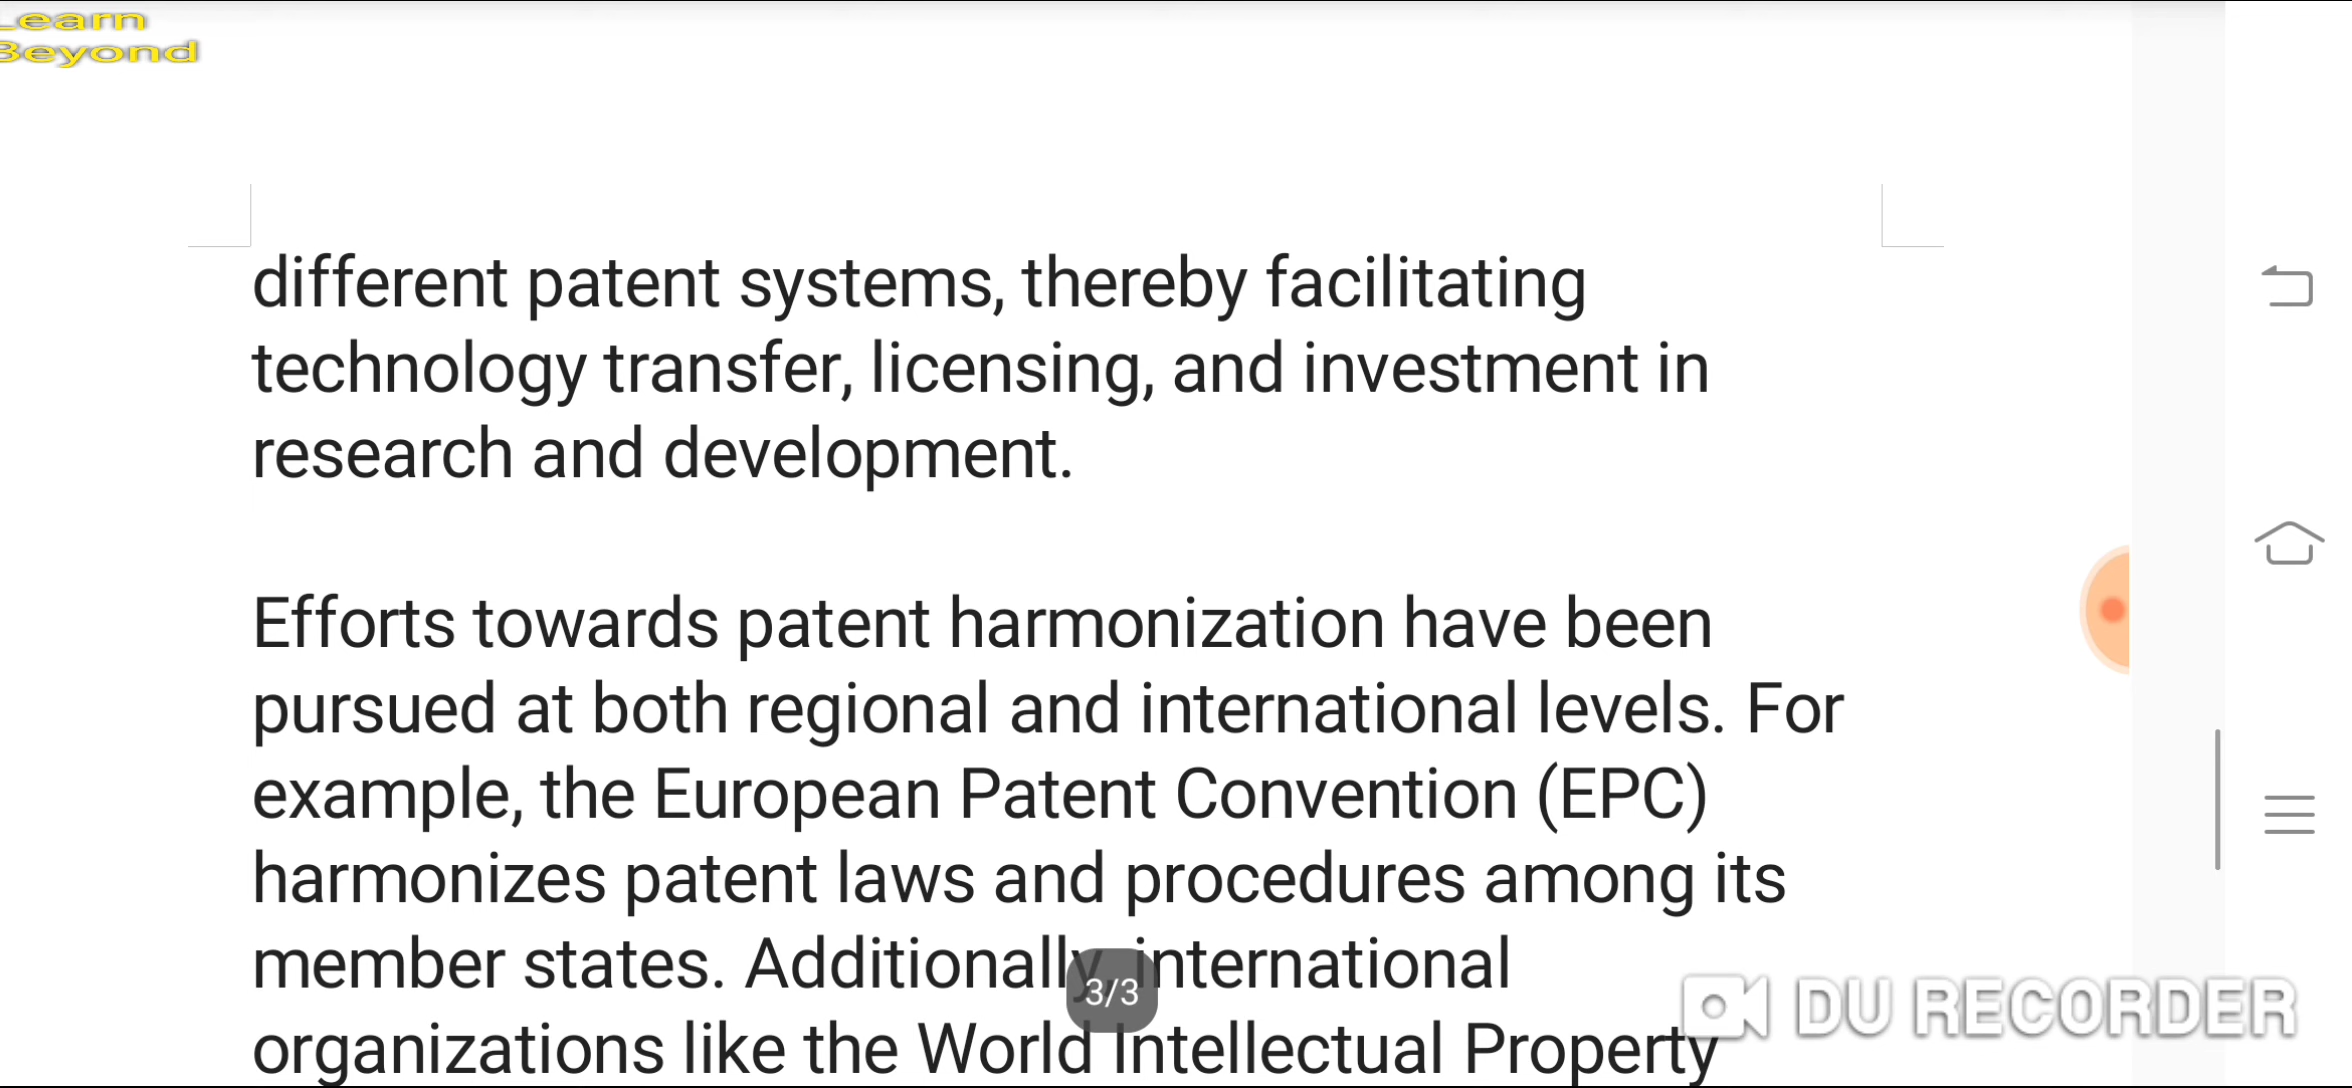 Learn
Beyond
different patent systems, thereby facilitating
technology transfer, licensing, and investment in
research and development.
Efforts towards patent harmonization have been
pursued at both regional and international levels. For
example, the European Patent Convention (EPC)
harmonizes patent laws and procedures among its
member states. Additionally, international
3/3
DU RECORDER
organizations like the World Intellectual Property